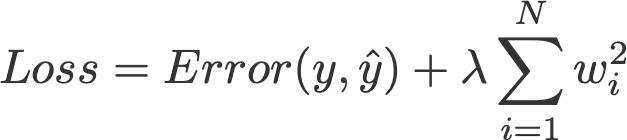 Loss = Error(y, ŷ) + λ ∑_{i=1}^{N} w_i^2